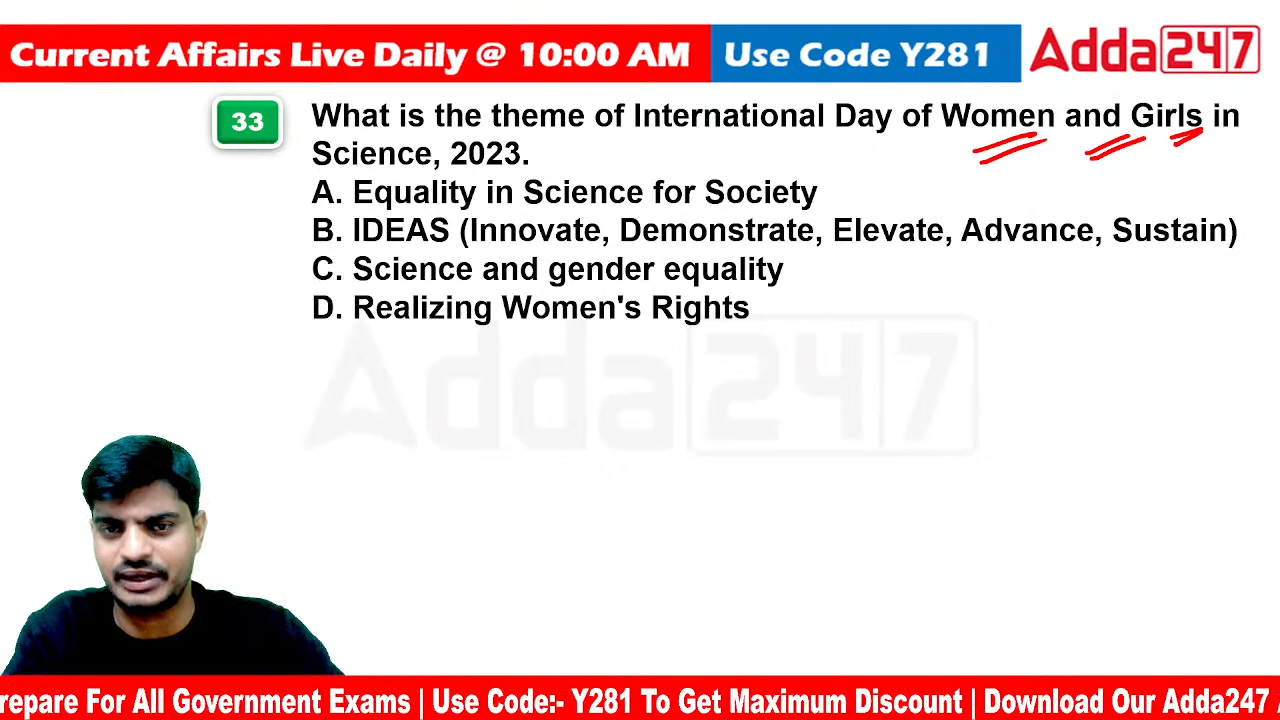 Current Affairs Live Daily @ 10:00 AM
Use Code Y281
Adda247
33
What is the theme of International Day of Women and Girls in
Science, 2023.
A. Equality in Science for Society
B. IDEAS (Innovate, Demonstrate, Elevate, Advance, Sustain)
C. Science and gender equality
D. Realizing Women's Rights
Adda247
repare For All Government Exams | Use Code:- Y281 To Get Maximum Discount | Download Our Adda247